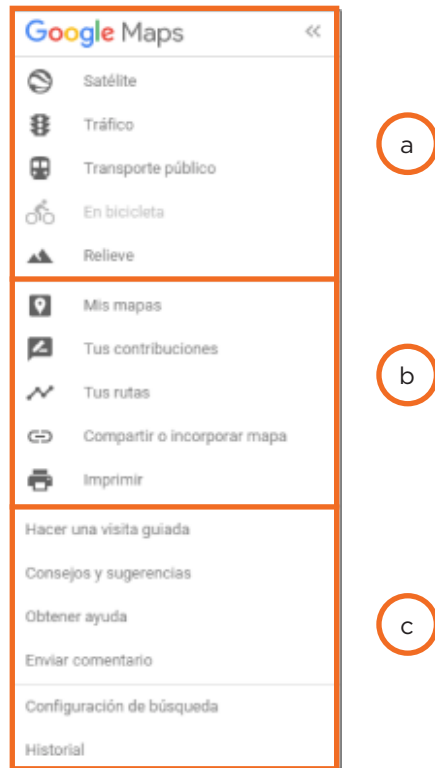 Google Maps
Satélite
Tráfico
Transporte público
En bicicleta
Relieve
a
Mis mapas
Tus contribuciones
Tus rutas
Compartir o incorporar mapa
Imprimir
b
Hacer una visita guiada
Consejos y sugerencias
Obtener ayuda
Enviar comentario
Configuración de búsqueda
Historial
c